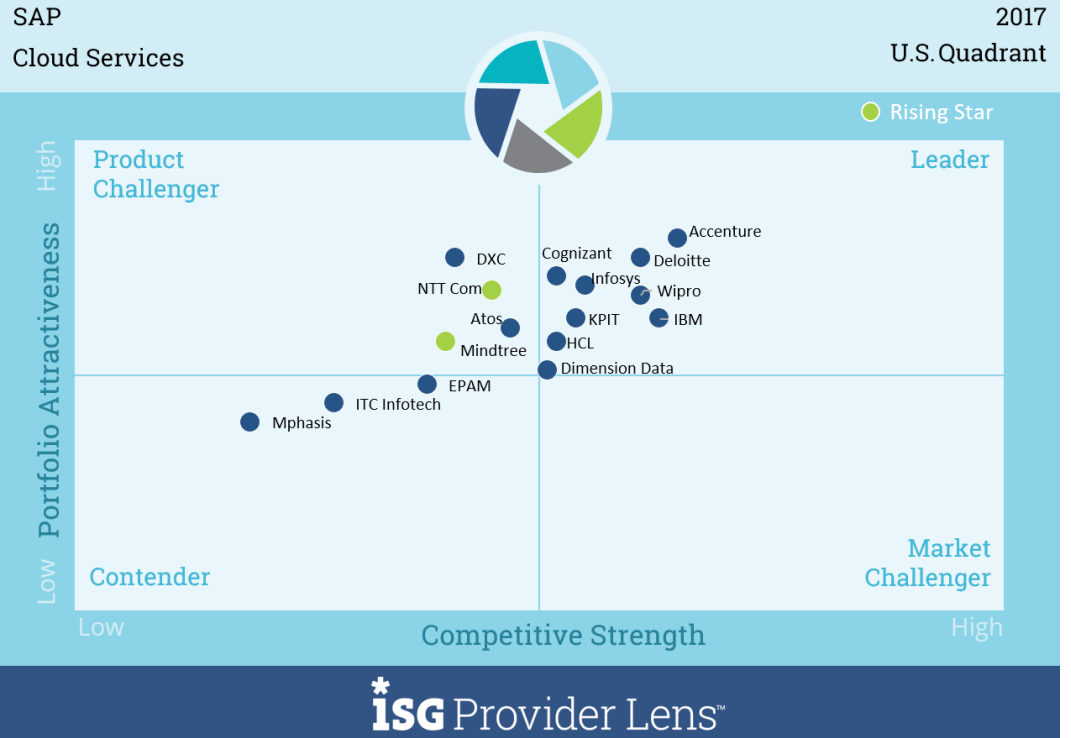 SAP
2017
Cloud Services
U.S. Quadrant
Rising Star
High
Product
Challenger
Leader
Portfolio Attractiveness
Accenture
Cognizant
DXC
Deloitte
Infosys
NTT Com
Wipro
Atos
KPIT
IBM
HCL
Mindtree
Dimension Data
EPAM
ITC Infotech
Mphasis
Market
Challenger
Contender
Low
Low
Competitive Strength
High
*ISG Provider Lens™